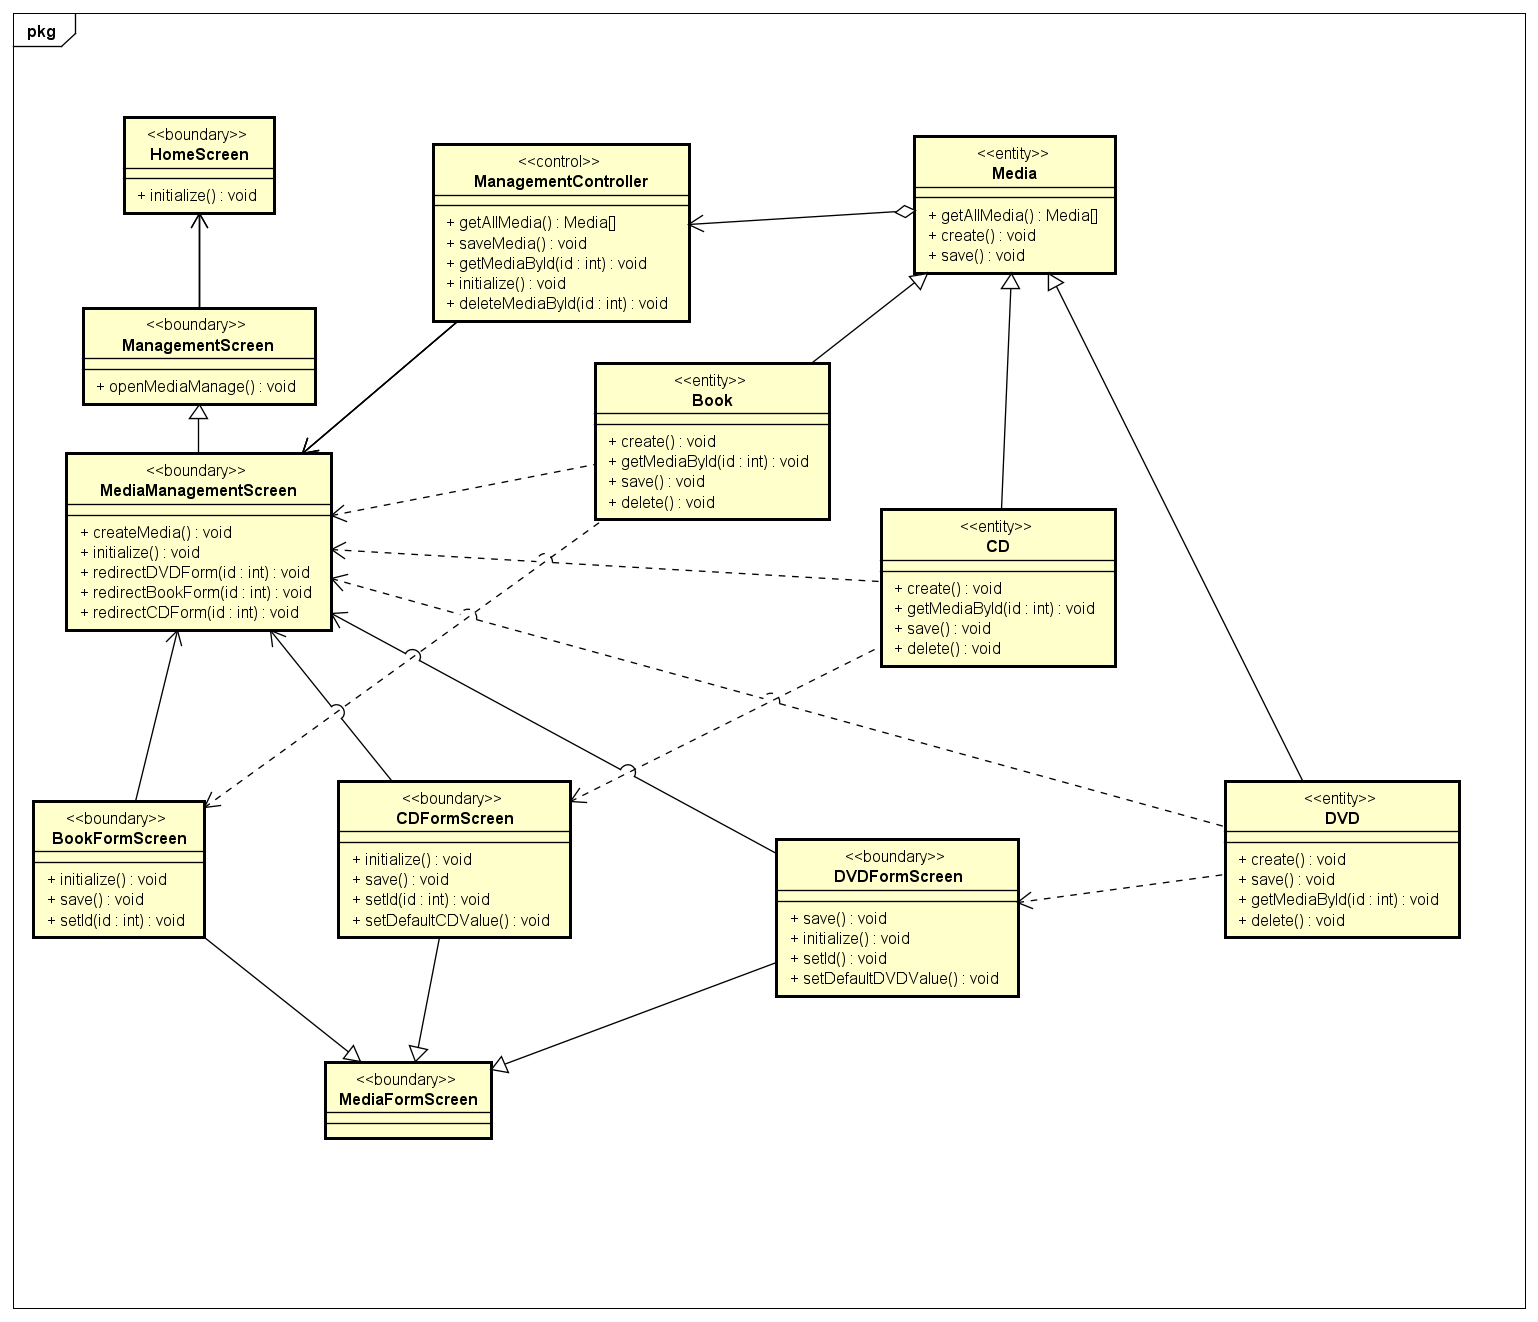 pkg
<<boundary>>
HomeScreen
+ initialize() : void
<<control>>
ManagementController
+ getAllMedia() : Media[]
+ saveMedia() : void
+ getMediaById(id : int) : void
+ initialize() : void
+ deleteMediaById(id : int) : void
<<entity>>
Media
+ getAllMedia() : Media[]
+ create() : void
+ save() : void
<<boundary>>
ManagementScreen
+ openMediaManage() : void
<<entity>>
Book
+ create() : void
+ getMediaById(id : int) : void
+ save() : void
+ delete() : void
<<boundary>>
MediaManagementScreen
+ createMedia() : void
+ initialize() : void
+ redirectDVDForm(id : int) : void
+ redirectBookForm(id : int) : void
+ redirectCDForm(id : int) : void
<<entity>>
CD
+ create() : void
+ getMediaById(id : int) : void
+ save() : void
+ delete() : void
<<boundary>>
BookFormScreen
+ initialize() : void
+ save() : void
+ setId(id : int) : void
<<boundary>>
CDFormScreen
+ initialize() : void
+ save() : void
+ setId(id : int) : void
+ setDefaultCDValue() : void
<<boundary>>
DVDFormScreen
+ save() : void
+ initialize() : void
+ setId() : void
+ setDefaultDVDValue() : void
<<entity>>
DVD
+ create() : void
+ save() : void
+ getMediaById(id : int) : void
+ delete() : void
<<boundary>>
MediaFormScreen